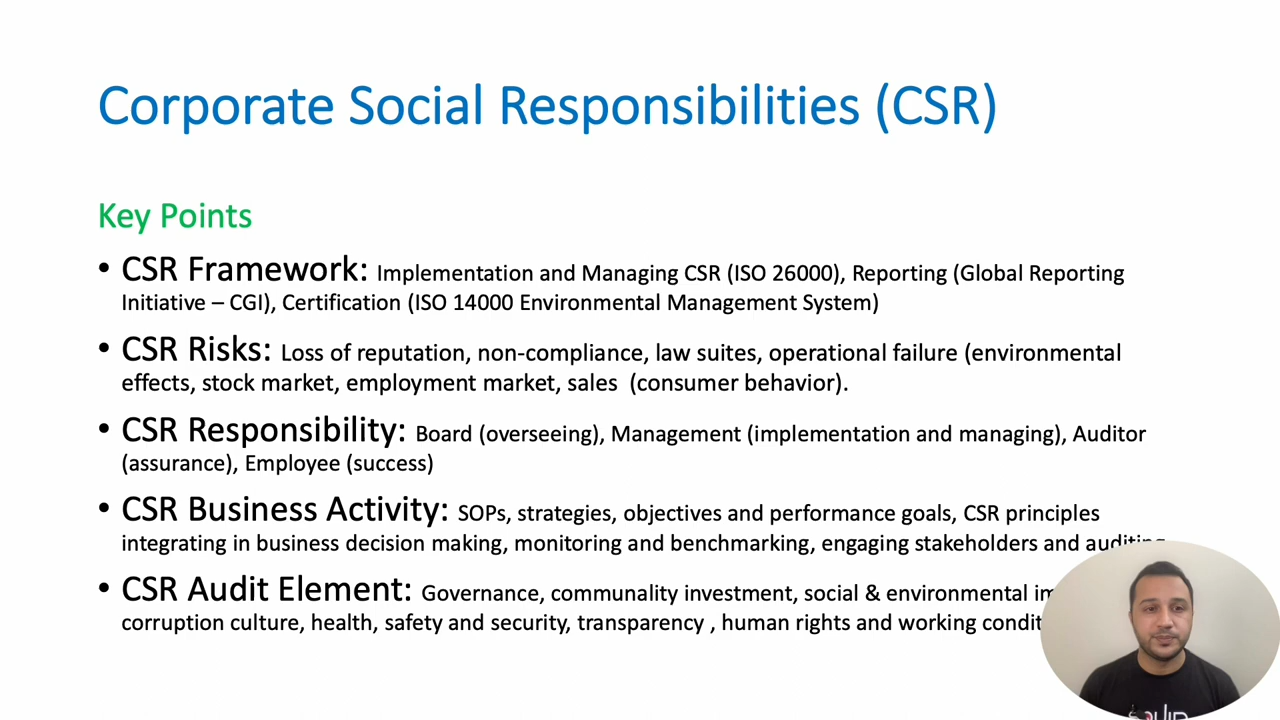 Corporate Social Responsibilities (CSR)
Key Points
• CSR Framework: Implementation and Managing CSR (ISO 26000), Reporting (Global Reporting
Initiative – CGI), Certification (ISO 14000 Environmental Management System)
• CSR Risks: Loss of reputation, non-compliance, law suites, operational failure (environmental
effects, stock market, employment market, sales (consumer behavior).
• CSR Responsibility: Board (overseeing), Management (implementation and managing), Auditor
(assurance), Employee (success)
• CSR Business Activity: SOPs, strategies, objectives and performance goals, CSR principles
integrating in business decision making, monitoring and benchmarking, engaging stakeholders and auditing
• CSR Audit Element: Governance, communality investment, social & environmental
corruption culture, health, safety and security, transparency , human rights and working